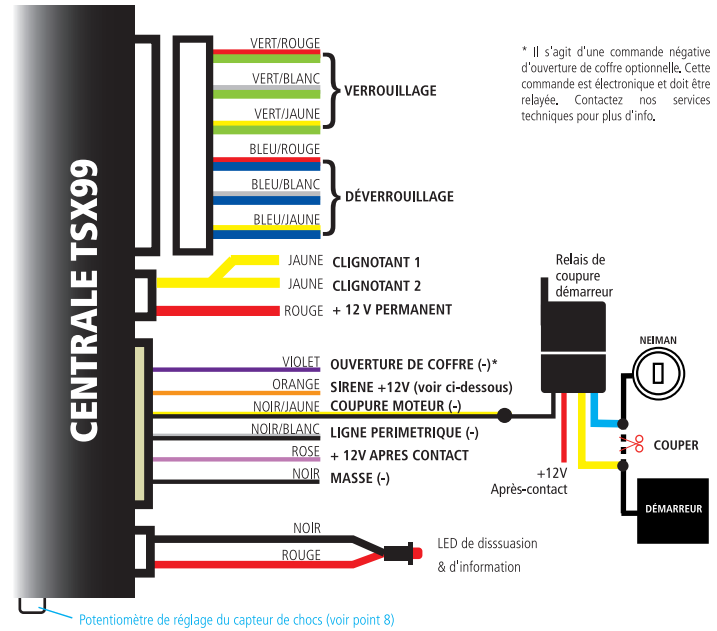 CENTRALE TSX99
VERT/ROUGE
VERT/BLANC
VERT/JAUNE
VERROUILLAGE
BLEU/ROUGE
BLEU/BLANC
BLEU/JAUNE
DÉVERROUILLAGE
* Il s'agit d'une commande négative
d'ouverture de coffre optionnelle. Cette
commande est électronique et doit être
relayée. Contactez nos services
techniques pour plus d'info.
JAUNE CLIGNOTANT 1
JAUNE CLIGNOTANT 2
ROUGE + 12 V PERMANENT
Relais de
coupure
démarreur
NEIMAN
VIOLET OUVERTURE DE COFFRE (-)*
ORANGE SIRENE +12V (voir ci-dessous)
NOIR/JAUNE COUPURE MOTEUR (-)
NOIR/BLANC LIGNE PERIMETRIQUE (-)
ROSE + 12V APRES CONTACT
NOIR MASSE (-)
COUPER
+12V
Après-contact
DÉMARREUR
NOIR
ROUGE
LED de disssuasion
& d'information
Potentiomètre de réglage du capteur de chocs (voir point 8)